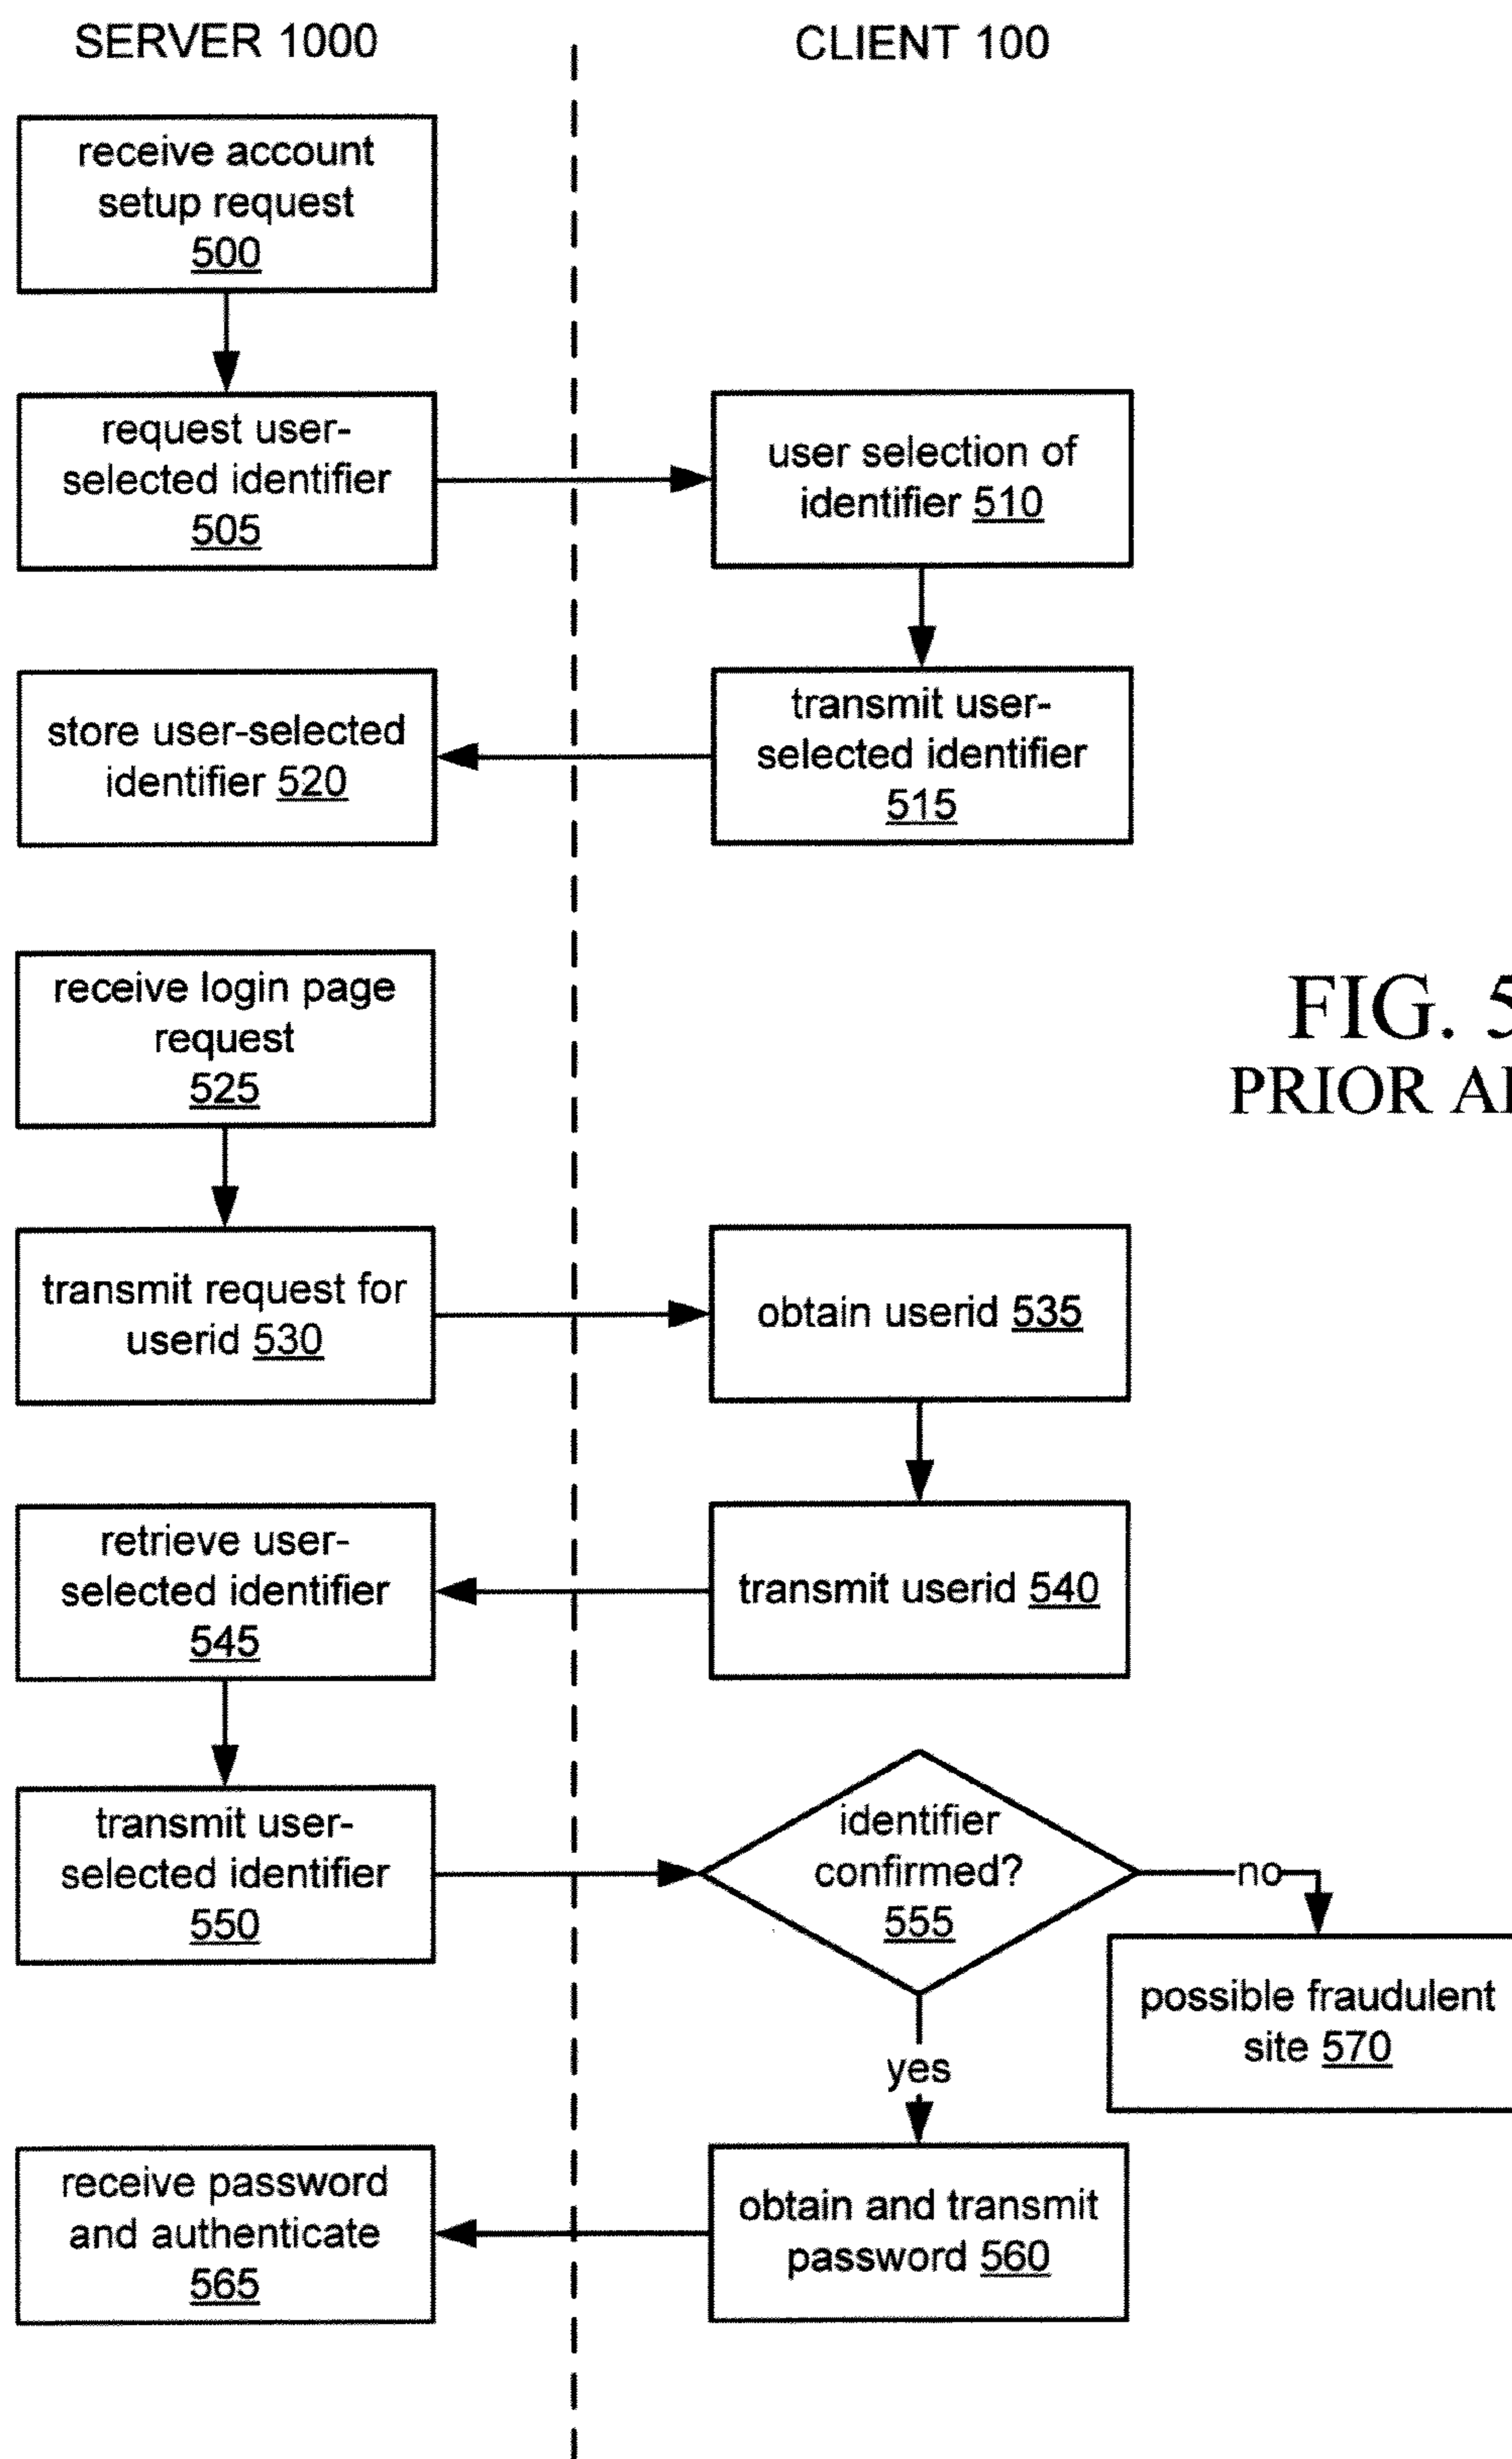 SERVER 1000
CLIENT 100
receive account
setup request
500
request user-
selected identifier
505
user selection of
identifier 510
transmit user-
selected identifier
515
store user-selected
identifier 520
receive login page
request
525
FIG. 5
PRIOR
transmit request for
userid 530
obtain userid 535
transmit userid 540
retrieve user-
selected identifier
545
transmit user-
selected identifier
550
identifier
confirmed?
555
no
possible fraudulent
site 570
yes
obtain and transmit
password 560
receive password
and authenticate
565